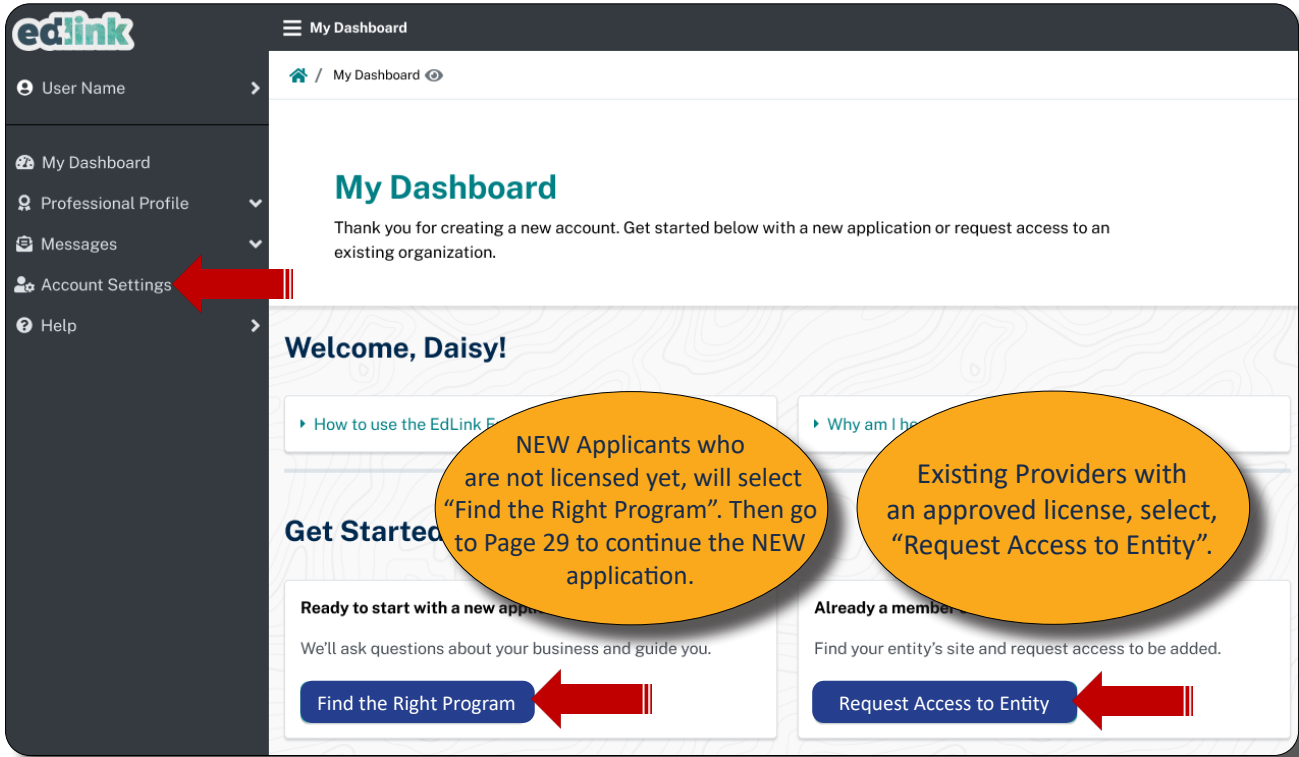 edlink
My Dashboard
User Name
/ My Dashboard
My Dashboard
Professional Profile
Messages
Account Settings
Help
My Dashboard
Thank you for creating a new account. Get started below with a new application or request access to an
existing organization.
Welcome, Daisy!
How to use the EdLink
Why am I
NEW Applicants who
are not licensed yet, will select
“Find the Right Program”. Then go
to Page 29 to continue the NEW
application.
Existing Providers with
an approved license, select,
“Request Access to Entity”.
Get Started
Ready to start with a new
We’ll ask questions about your business and guide you.
Find the Right Program
Already a member
Find your entity’s site and request access to be added.
Request Access to Entity